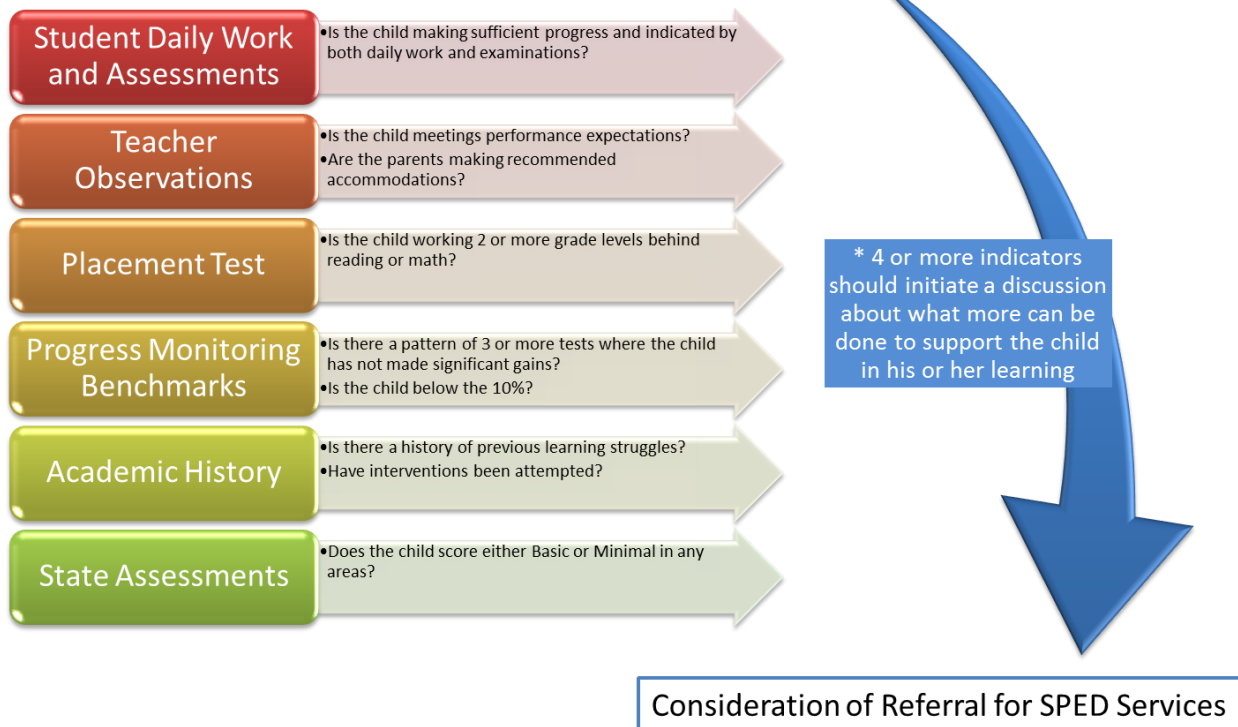 Student Daily Work
and Assessments
•Is the child making sufficient progress and indicated by
both daily work and examinations?
Teacher
Observations
•Is the child meetings performance expectations?
•Are the parents making recommended
accommodations?
Placement Test
•Is the child working 2 or more grade levels behind
reading or math?
Progress Monitoring
Benchmarks
•Is there a pattern of 3 or more tests where the child
has not made significant gains?
•Is the child below the 10%?
Academic History
•Is there a history of previous learning struggles?
•Have interventions been attempted?
State Assessments
•Does the child score either Basic or Minimal in any
areas?
* 4 or more indicators
should initiate a discussion
about what more can be
done to support the child
in his or her learning
Consideration of Referral for SPED Services